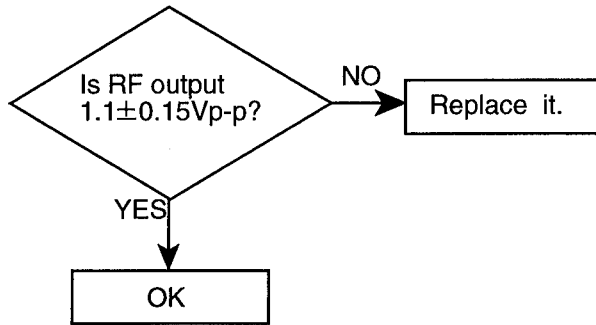 Is RF output
1.1±0.15Vp-p?
NO
Replace it.
YES
OK